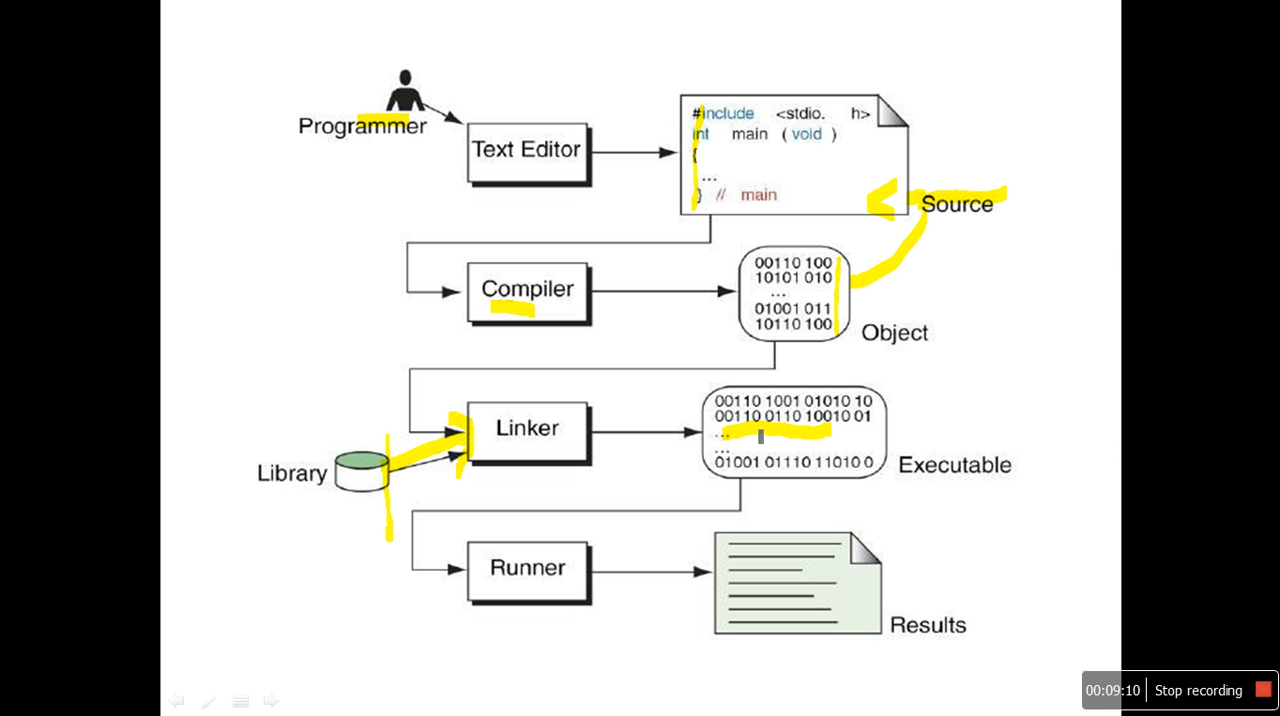 Programmer
Text Editor
#include <stdio. h>
int main ( void )
{
...
} // main
Source
Compiler
00110 100
10101 010
...
01001 011
10110 100
Object
Linker
Library
00110 1001 01010 10
00110 0110 10010 01
...
...
01001 01110 11010 0
Executable
Runner
Results
00:09:10 Stop recording